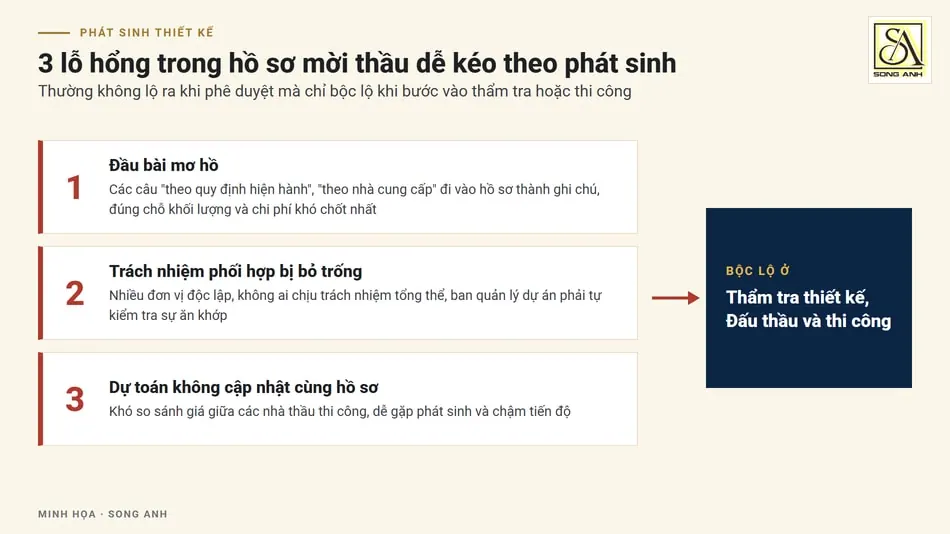 PHÁT SINH THIẾT KẾ
3 lỗ hổng trong hồ sơ mời thầu dễ kéo theo phát sinh
Thường không lộ ra khi phê duyệt mà chỉ bộc lộ khi bước vào thẩm tra hoặc thi công
SA
SONG ANH
1
Đầu bài mơ hồ
Các câu "theo quy định hiện hành", "theo nhà cung cấp" đi vào hồ sơ thành ghi chú,
đúng chỗ khối lượng và chi phí khó chốt nhất
2
Trách nhiệm phối hợp bị bỏ trống
Nhiều đơn vị độc lập, không ai chịu trách nhiệm tổng thể, ban quản lý dự án phải tự
kiểm tra sự ăn khớp
3
Dự toán không cập nhật cùng hồ sơ
Khó so sánh giá giữa các nhà thầu thi công, dễ gặp phát sinh và chậm tiến độ
BỘC LỘ Ở
Thẩm tra thiết kế,
Đấu thầu và thi công
MINH HỌA · SONG ANH